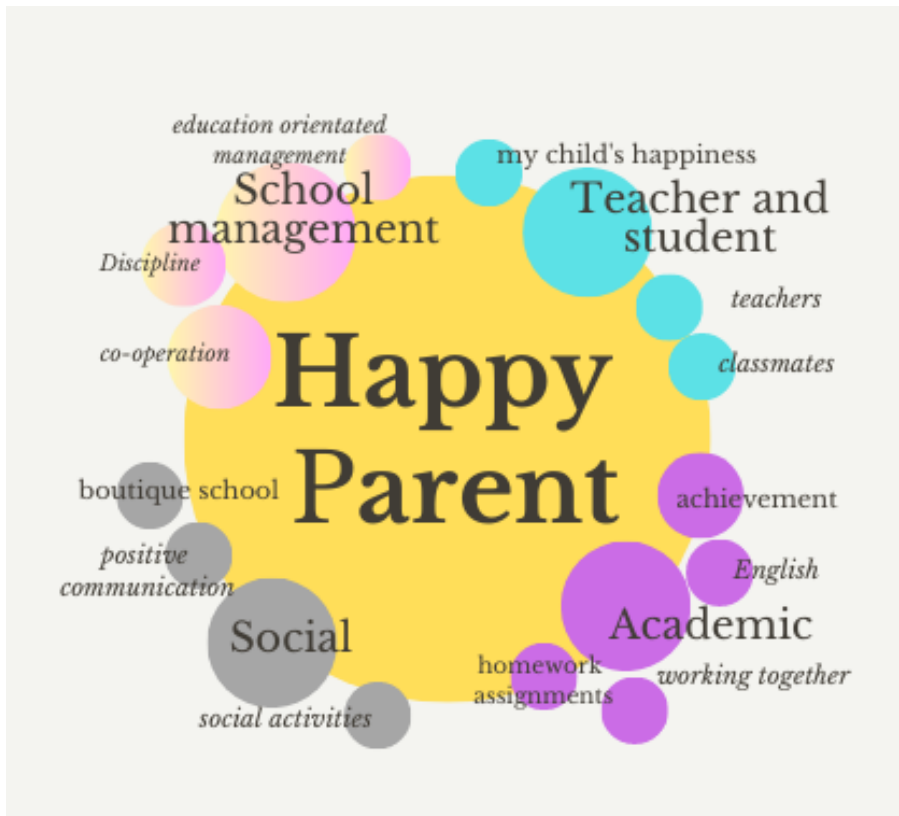 education orientated
management
School
management
Discipline
co-operation
my child's happiness
Teacher and
student
teachers
classmates
Happy
Parent
boutique school
positive
communication
Social
social activities
achievement
English
Academic
homework
assignments
working together